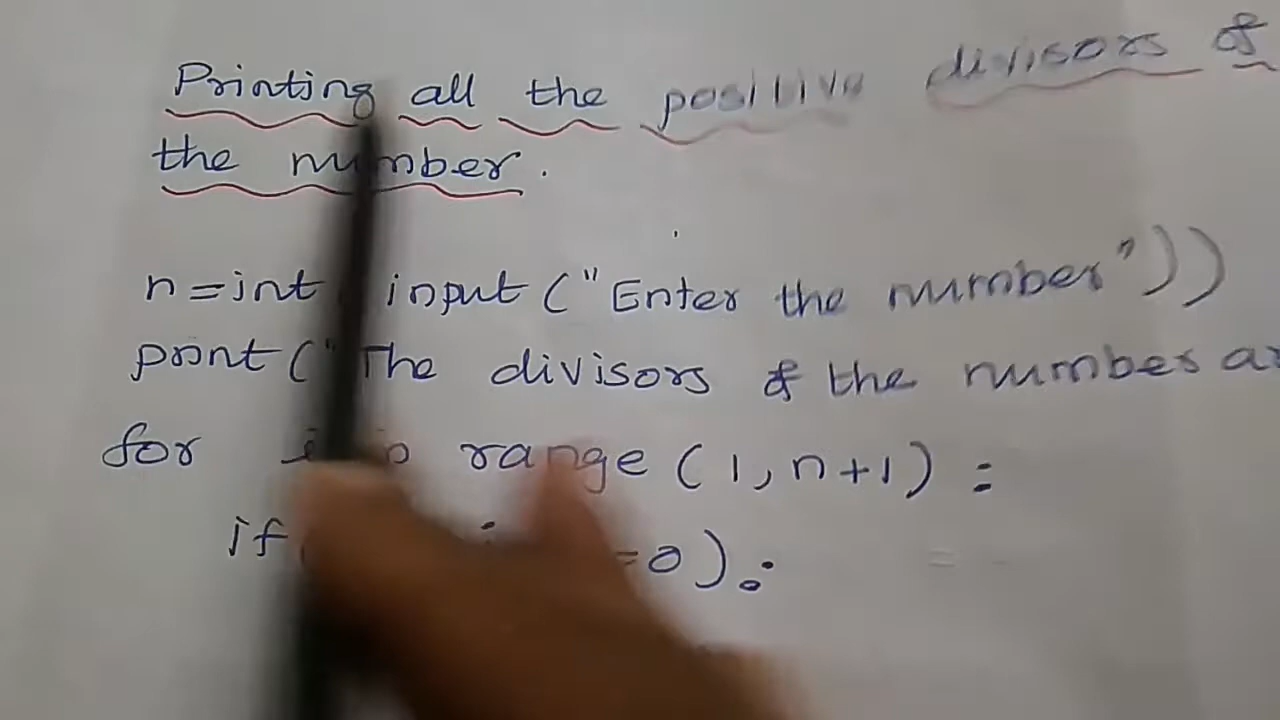 Printing all the positive divisors of
the number.
n=int input("Enter the number"))
print("The divisors of the number
for range(1,n+1):
if =0):